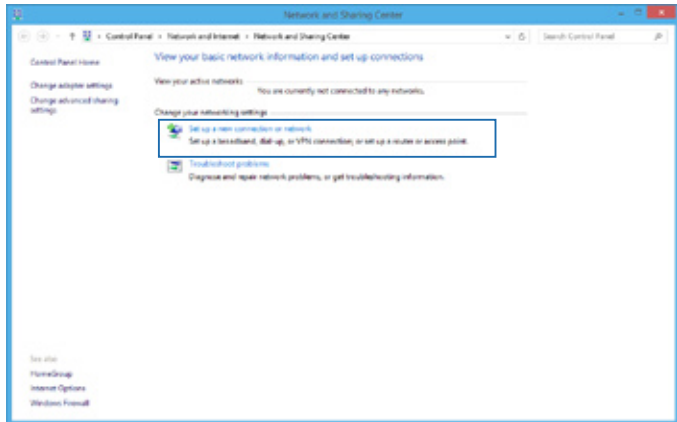 Network and Sharing Center
Control Panel › Network and Internet › Network and Sharing Center
Search Control Panel
Control Panel Home
Change adapter settings
Change advanced sharing
settings
View your basic network information and set up connections
View your active networks
You are currently not connected to any networks.
Change your networking settings
Set up a new connection or network
Set up a broadband, dial-up, or VPN connection; or set up a router or access point.
Troubleshoot problems
Diagnose and repair network problems, or get troubleshooting information.
See also
HomeGroup
Internet Options
Windows Firewall